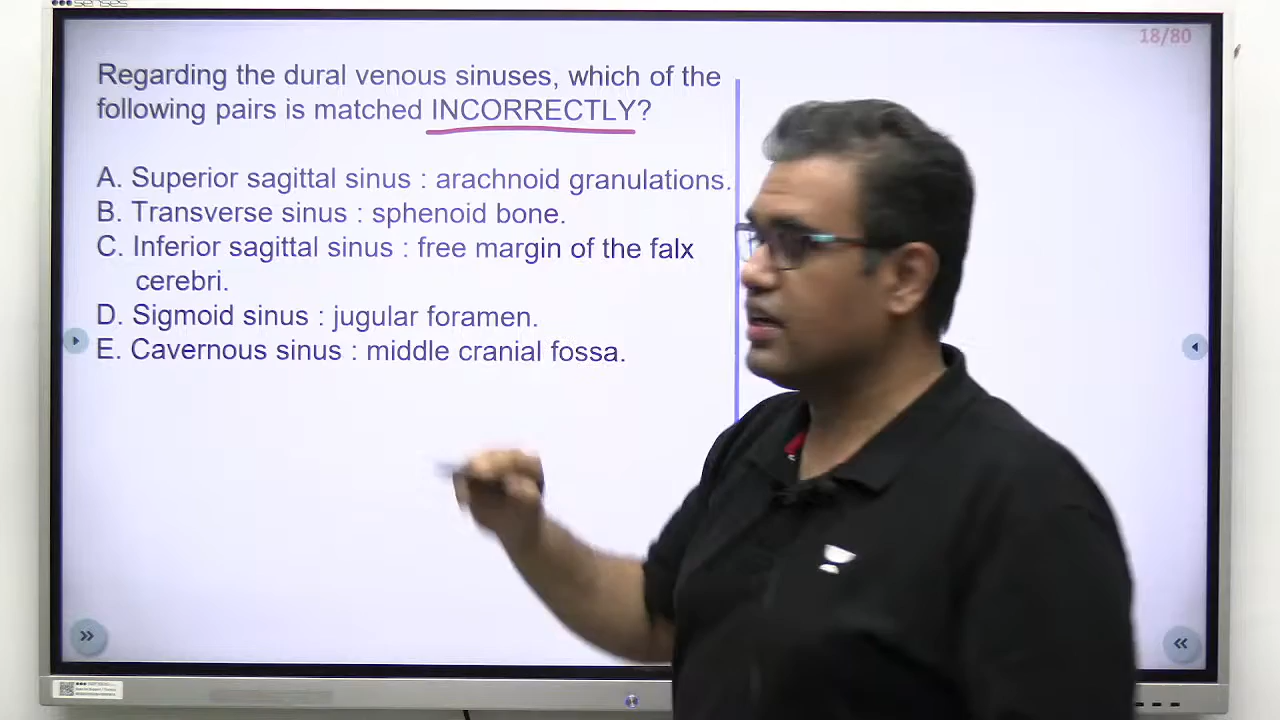 senses
18/80
Regarding the dural venous sinuses, which of the
following pairs is matched INCORRECTLY?
A. Superior sagittal sinus : arachnoid granulations.
B. Transverse sinus : sphenoid bone.
C. Inferior sagittal sinus : free margin of the falx
cerebri.
D. Sigmoid sinus : jugular foramen.
E. Cavernous sinus : middle cranial fossa.